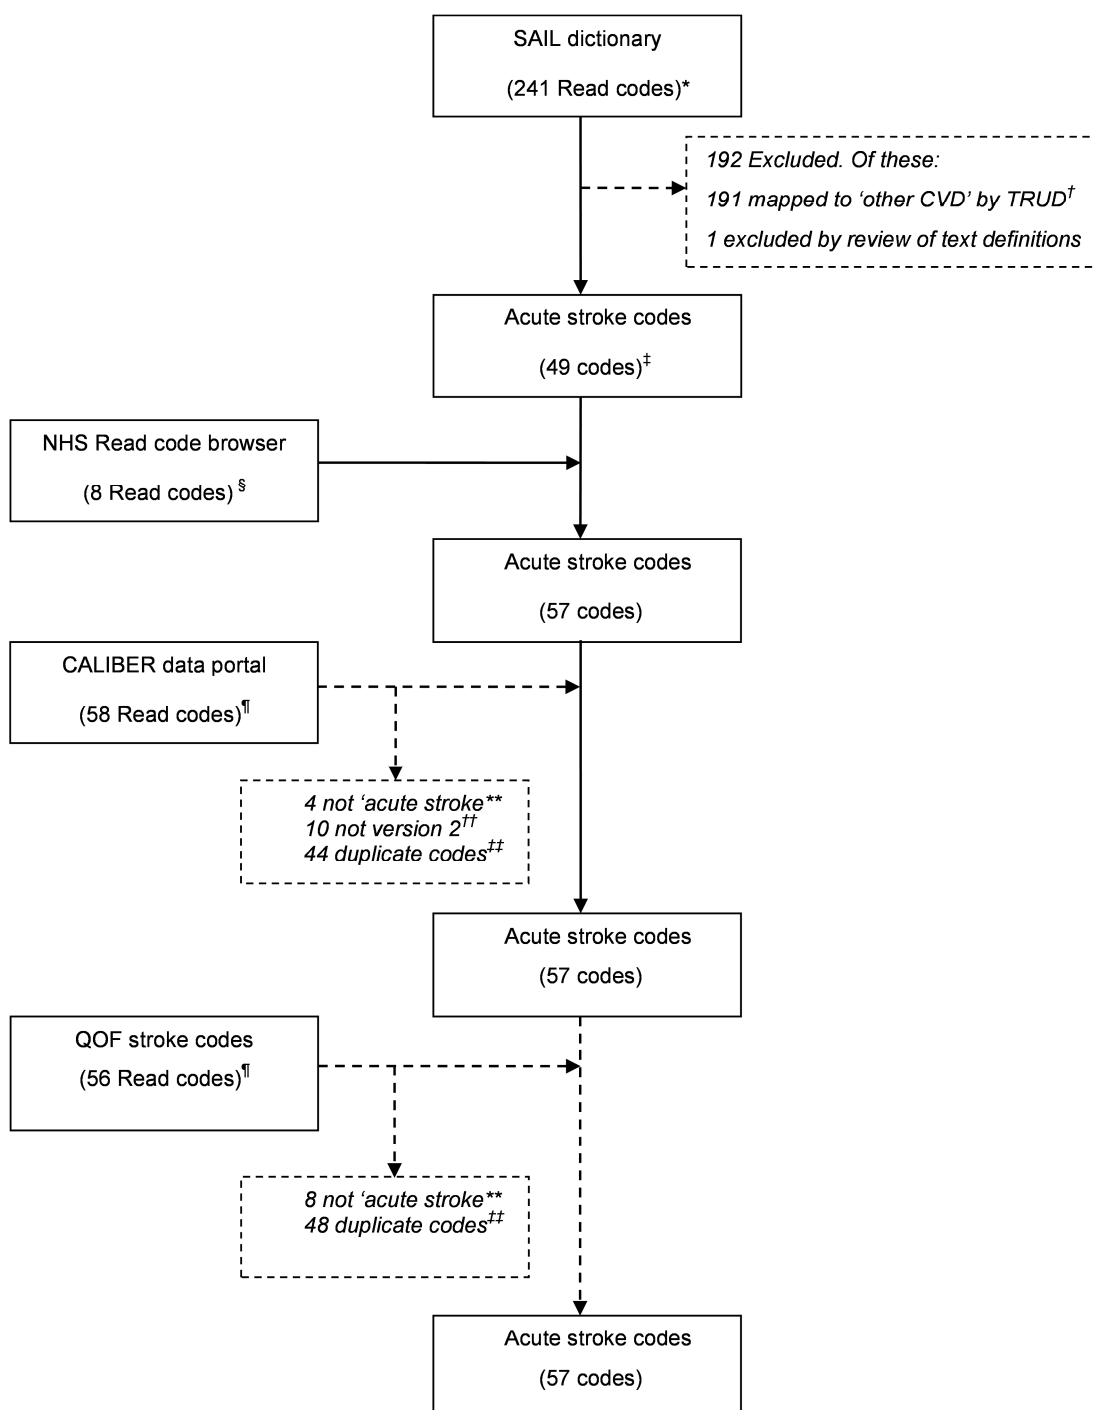 SAIL dictionary
(241 Read codes)*
192 Excluded. Of these:
191 mapped to ‘other CVD’ by TRUD†
1 excluded by review of text definitions
Acute stroke codes
(49 codes)‡
NHS Read code browser
(8 Read codes) §
Acute stroke codes
(57 codes)
CALIBER data portal
(58 Read codes)¶
4 not ‘acute stroke**
10 not version 2††
44 duplicate codes‡‡
Acute stroke codes
(57 codes)
QOF stroke codes
(56 Read codes)¶
8 not ‘acute stroke**
48 duplicate codes‡‡
Acute stroke codes
(57 codes)